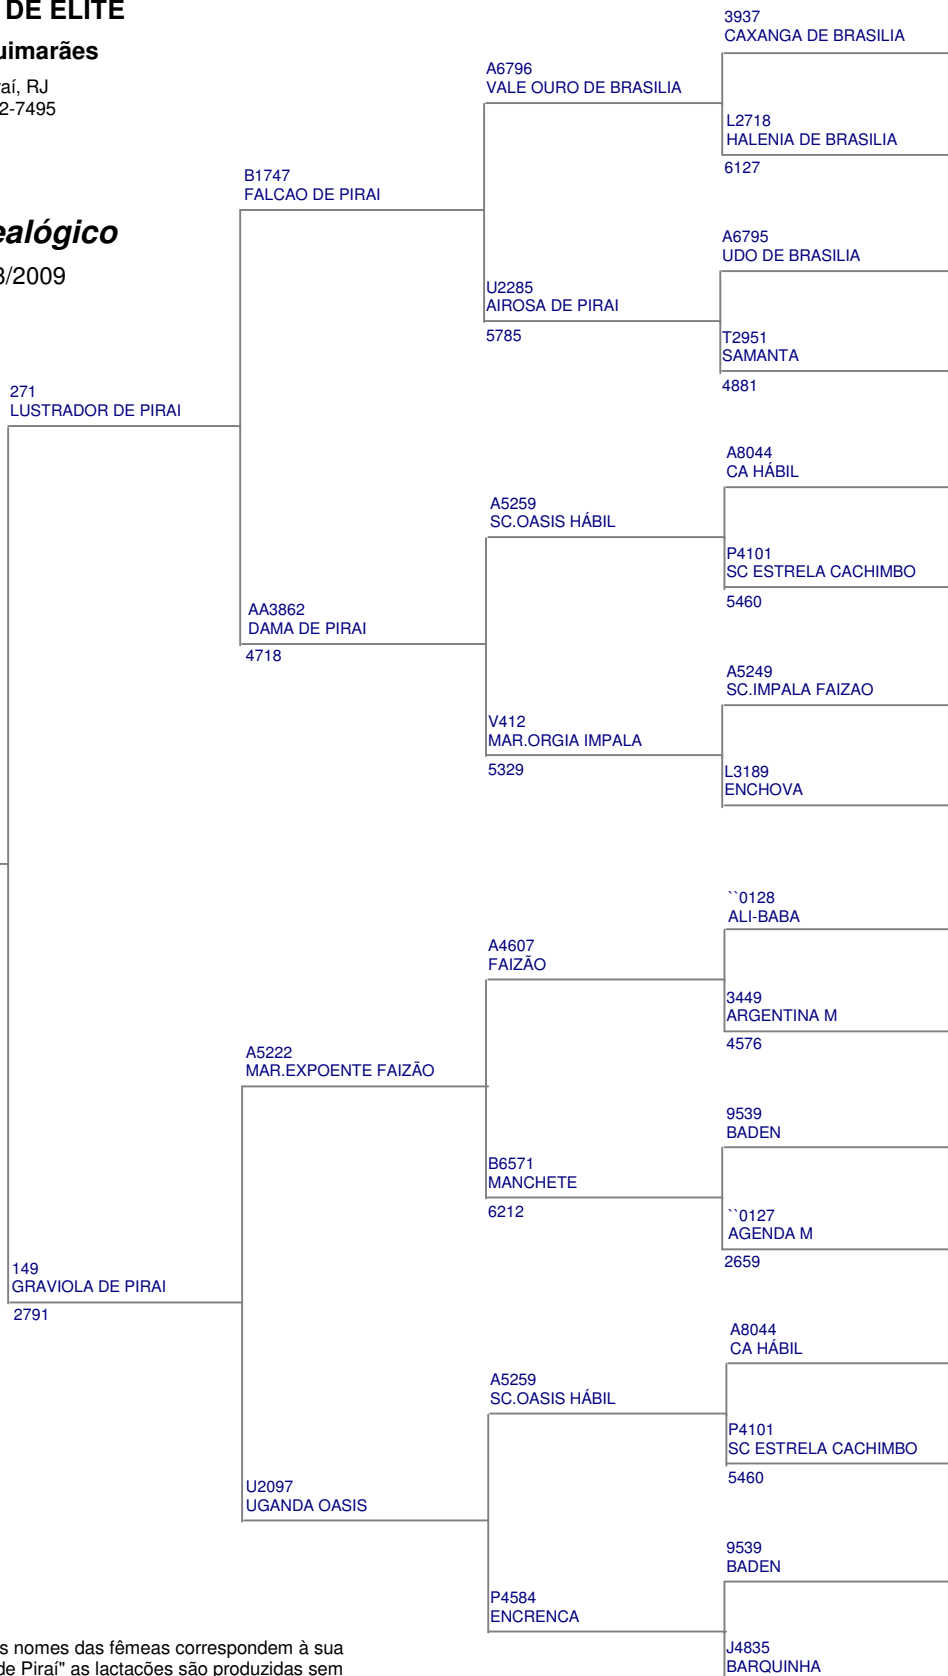 DE ELITE
uimarães
aí, RJ
2-7495
ealógico
3/2009
3937
CAXANGA DE BRASILIA
A6796
VALE OURO DE BRASILIA
L2718
HALENIA DE BRASILIA
6127
B1747
FALCAO DE PIRAI
A6795
UDO DE BRASILIA
U2285
AIROSA DE PIRAI
5785
T2951
SAMANTA
4881
271
LUSTRADOR DE PIRAI
A8044
CA HÁBIL
A5259
SC.OASIS HÁBIL
P4101
SC ESTRELA CACHIMBO
5460
AA3862
DAMA DE PIRAI
4718
A5249
SC.IMPALA FAIZAO
V412
MAR.ORGIA IMPALA
5329
L3189
ENCHOVA
``0128
ALI-BABA
A4607
FAIZÃO
3449
ARGENTINA M
4576
A5222
MAR.EXPOENTE FAIZÃO
9539
BADEN
B6571
MANCHETE
6212
``0127
AGENDA M
2659
149
GRAVIOLA DE PIRAI
2791
A8044
CA HÁBIL
A5259
SC.OASIS HÁBIL
P4101
SC ESTRELA CACHIMBO
5460
U2097
UGANDA OASIS
9539
BADEN
P4584
ENCRENCA
J4835
BARQUINHA
s nomes das fêmeas correspondem à sua
de Piraí" as lactações são produzidas sem